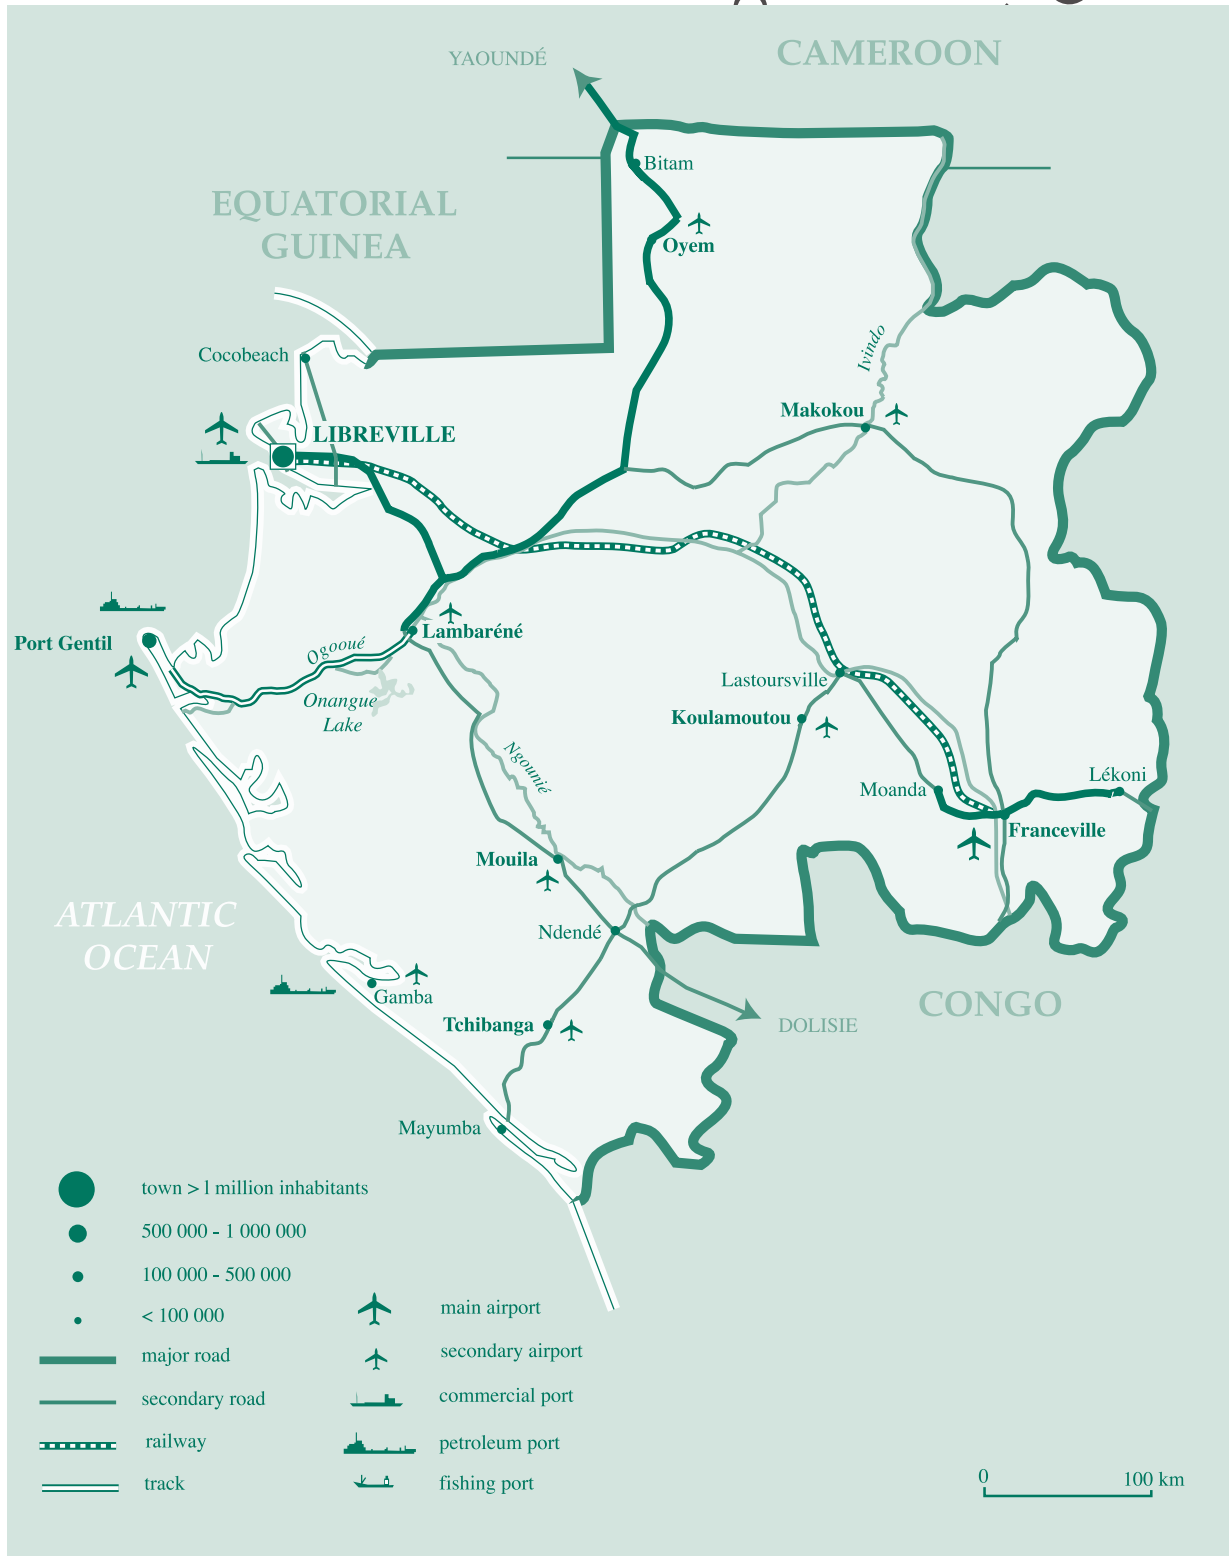 CAMEROON
YAOUNDÉ
Bitam
EQUATORIAL
GUINEA
Oyem
Ivindo
Cocobeach
Makokou
LIBREVILLE
Port Gentil
Lambaréné
Ogooué
Onangue
Lake
Lastoursville
Koulamoutou
Ngounié
Lékoni
Moanda
Franceville
Mouila
ATLANTIC
OCEAN
Ndendé
Gamba
CONGO
Tchibanga
DOLISIE
Mayumba
town > l million inhabitants
500 000 - 1 000 000
100 000 - 500 000
< 100 000
major road
secondary road
railway
track
main airport
secondary airport
commercial port
petroleum port
fishing port
0 100 km